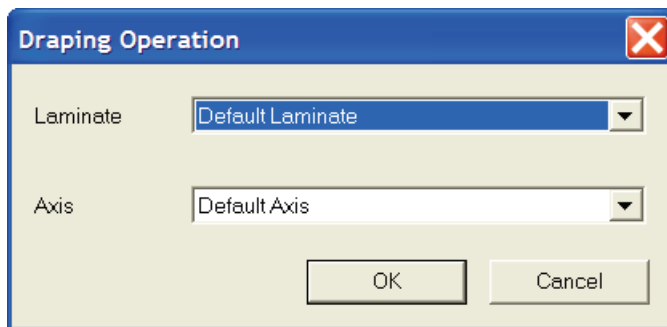 Draping Operation
Laminate Default Laminate
Axis Default Axis
OK Cancel